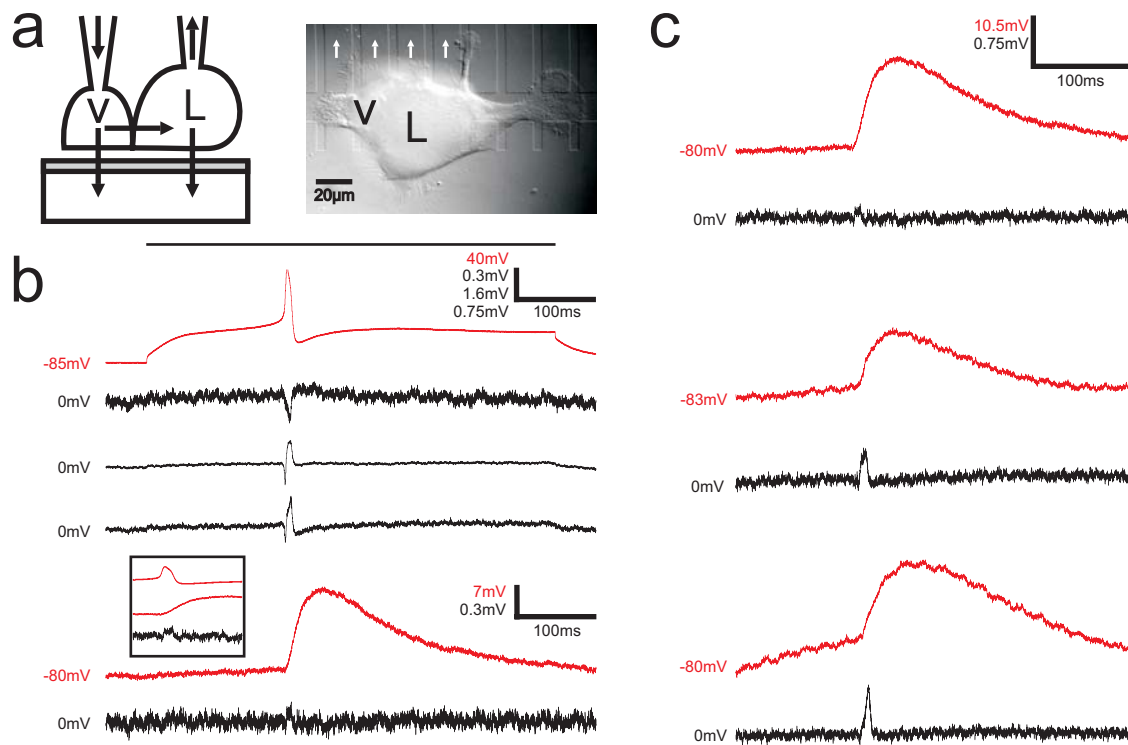 a
V
L
V
L
20µm
b
40mV
0.3mV
1.6mV
0.75mV
100ms
-85mV
0mV
0mV
0mV
7mV
0.3mV
100ms
-80mV
0mV
c
10.5mV
0.75mV
100ms
-80mV
0mV
-83mV
0mV
-80mV
0mV